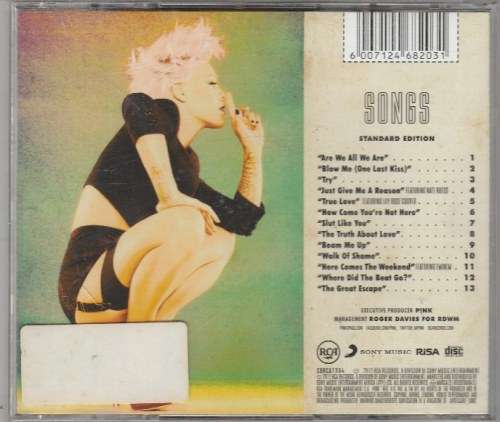 6007124682031
SONGS
STANDARD EDITION
"Are We All We Are" . . . . . . . . . . 1
"Blow Me (One Last Kiss)" . . . . . . . 2
"Try" . . . . . . . . . . . . . . . . 3
"Just Give Me A Reason" FEATURING NATE RUESS . 4
"True Love" FEATURING LILY ROSE COOPER . . . . 5
"How Come You're Not Here" . . . . . . 6
"Slut Like You" . . . . . . . . . . . . 7
"The Truth About Love" . . . . . . . . 8
"Beam Me Up" . . . . . . . . . . . . . 9
"Walk Of Shame" . . . . . . . . . . . 10
"Here Comes The Weekend" FEATURING EMINEM . . 11
"Where Did The Beat Go?" . . . . . . . 12
"The Great Escape" . . . . . . . . . . 13
EXECUTIVE PRODUCER P!NK
MANAGEMENT ROGER DAVIES FOR RDWM
RCA SONY MUSIC RiSA disc